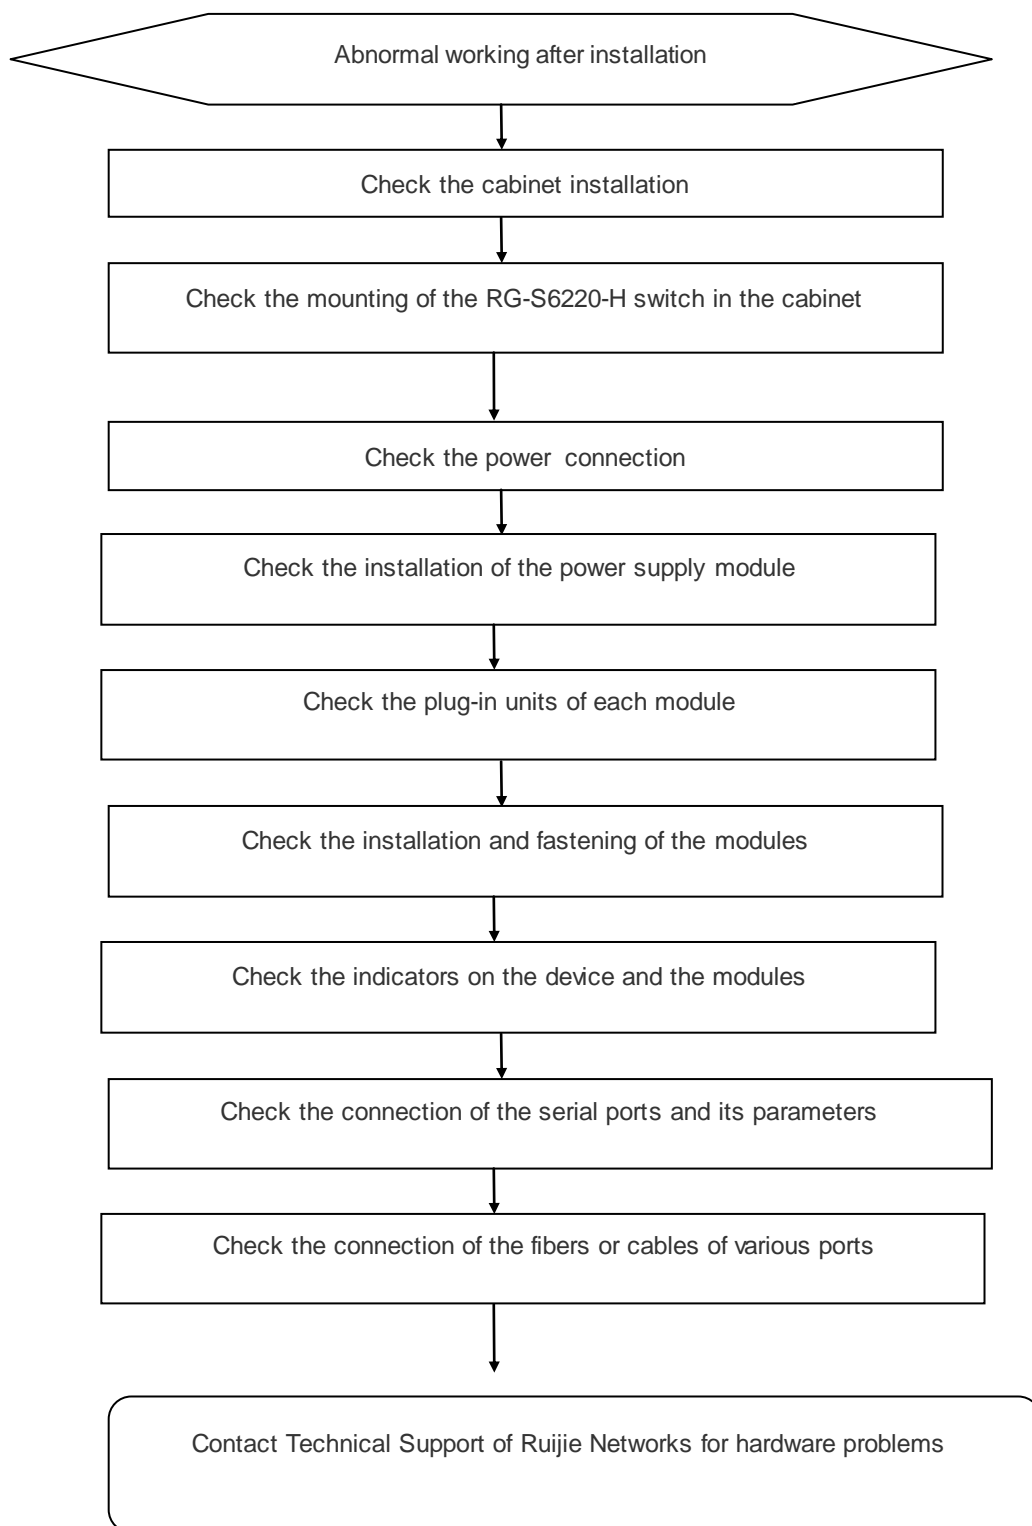 Abnormal working after installation
Check the cabinet installation
Check the mounting of the RG-S6220-H switch in the cabinet
Check the power connection
Check the installation of the power supply module
Check the plug-in units of each module
Check the installation and fastening of the modules
Check the indicators on the device and the modules
Check the connection of the serial ports and its parameters
Check the connection of the fibers or cables of various ports
Contact Technical Support of Ruijie Networks for hardware problems